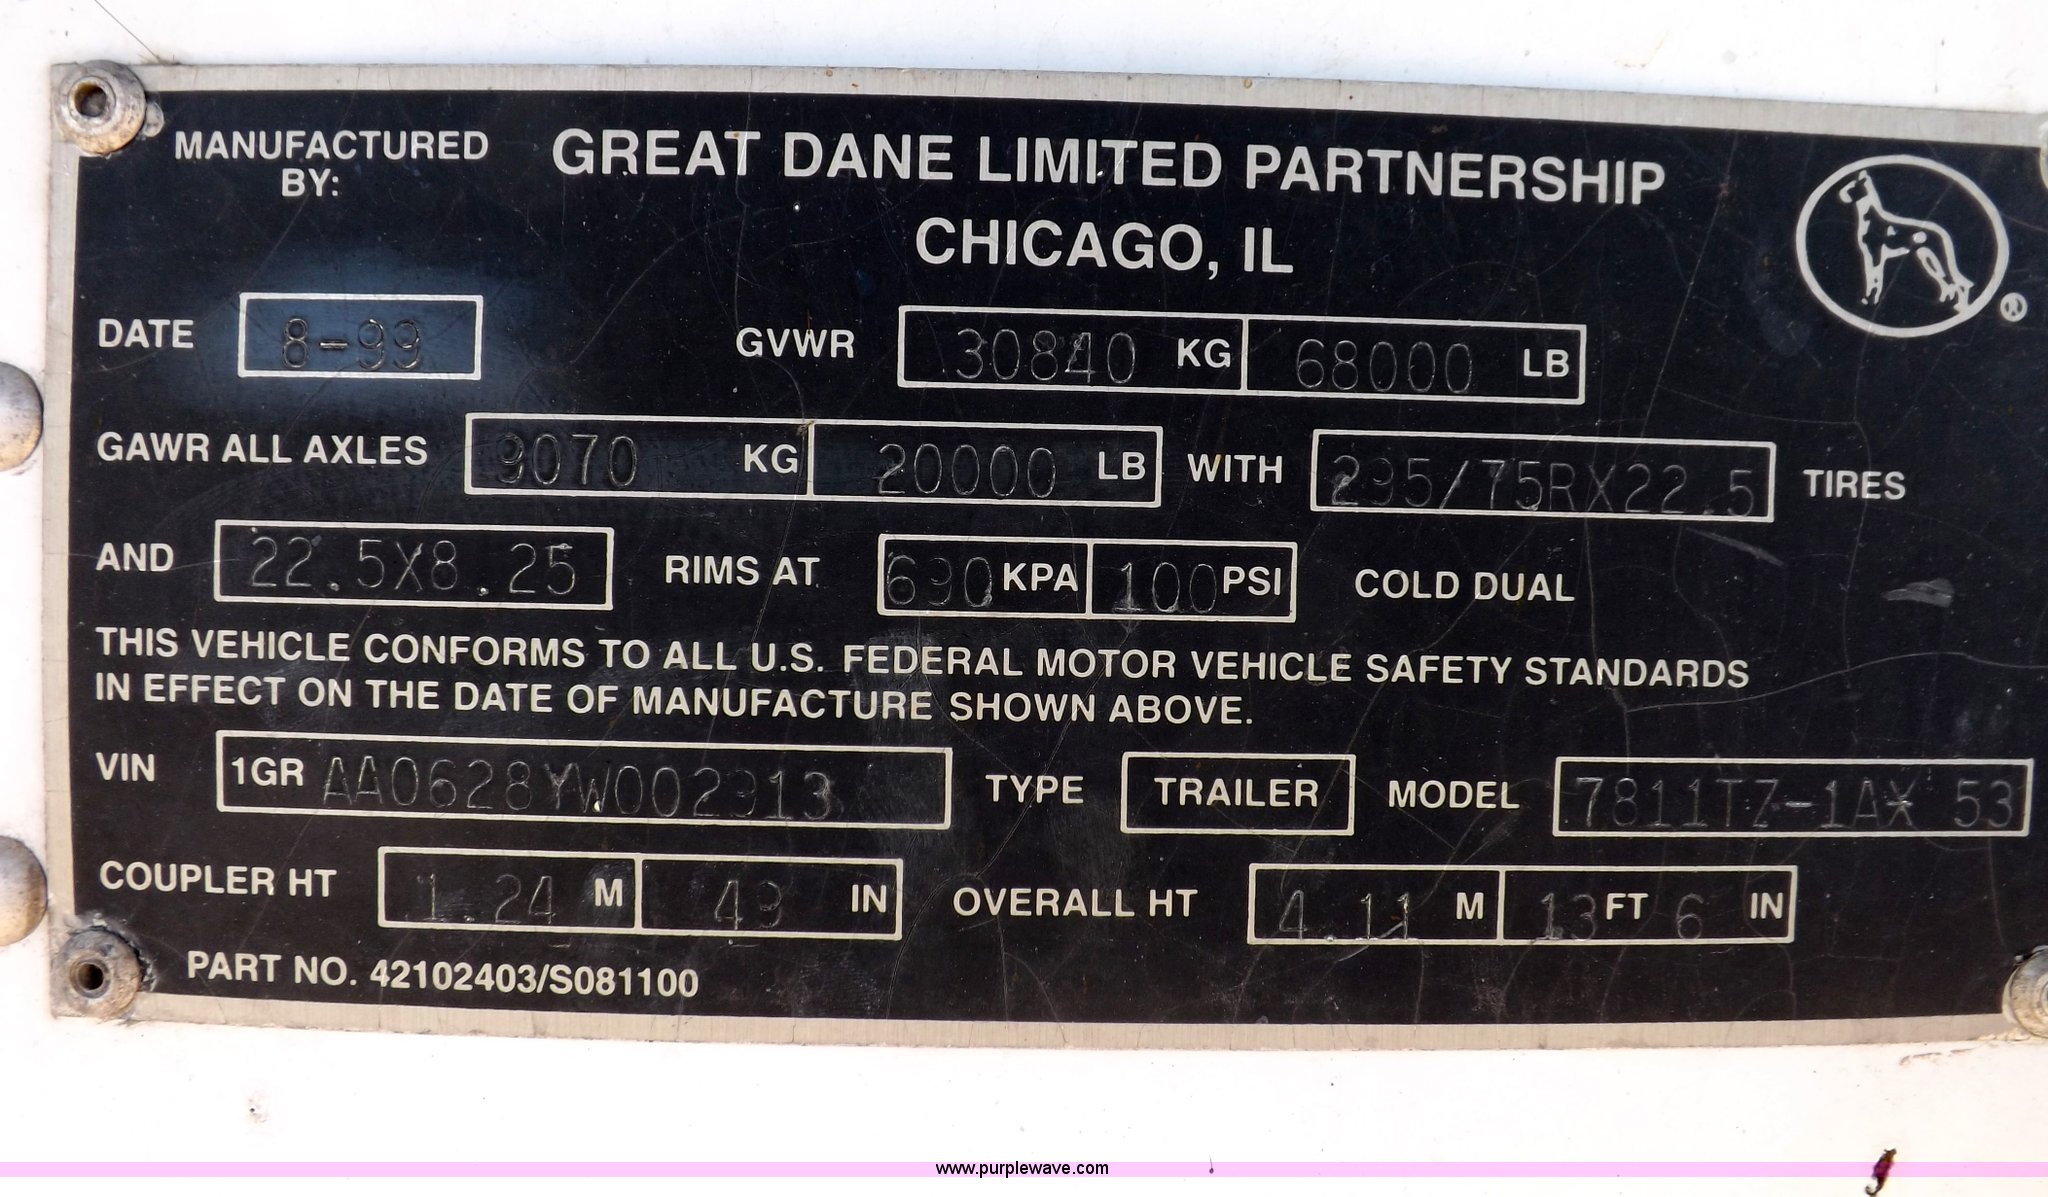 MANUFACTURED BY: GREAT DANE LIMITED PARTNERSHIP
CHICAGO, IL
®
DATE 8-99 GVWR 30840 KG 68000 LB
GAWR ALL AXLES 9070 KG 20000 LB WITH 295/75RX22.5 TIRES
AND 22.5X8.25 RIMS AT 690 KPA 100 PSI COLD DUAL
THIS VEHICLE CONFORMS TO ALL U.S. FEDERAL MOTOR VEHICLE SAFETY STANDARDS
IN EFFECT ON THE DATE OF MANUFACTURE SHOWN ABOVE.
VIN 1GRAA0628YW002913 TYPE TRAILER MODEL 7811TZ-1AX 53
COUPLER HT 1.24 M 49 IN OVERALL HT 4.11 M 13 FT 6 IN
PART NO. 42102403/S081100
www.purplewave.com